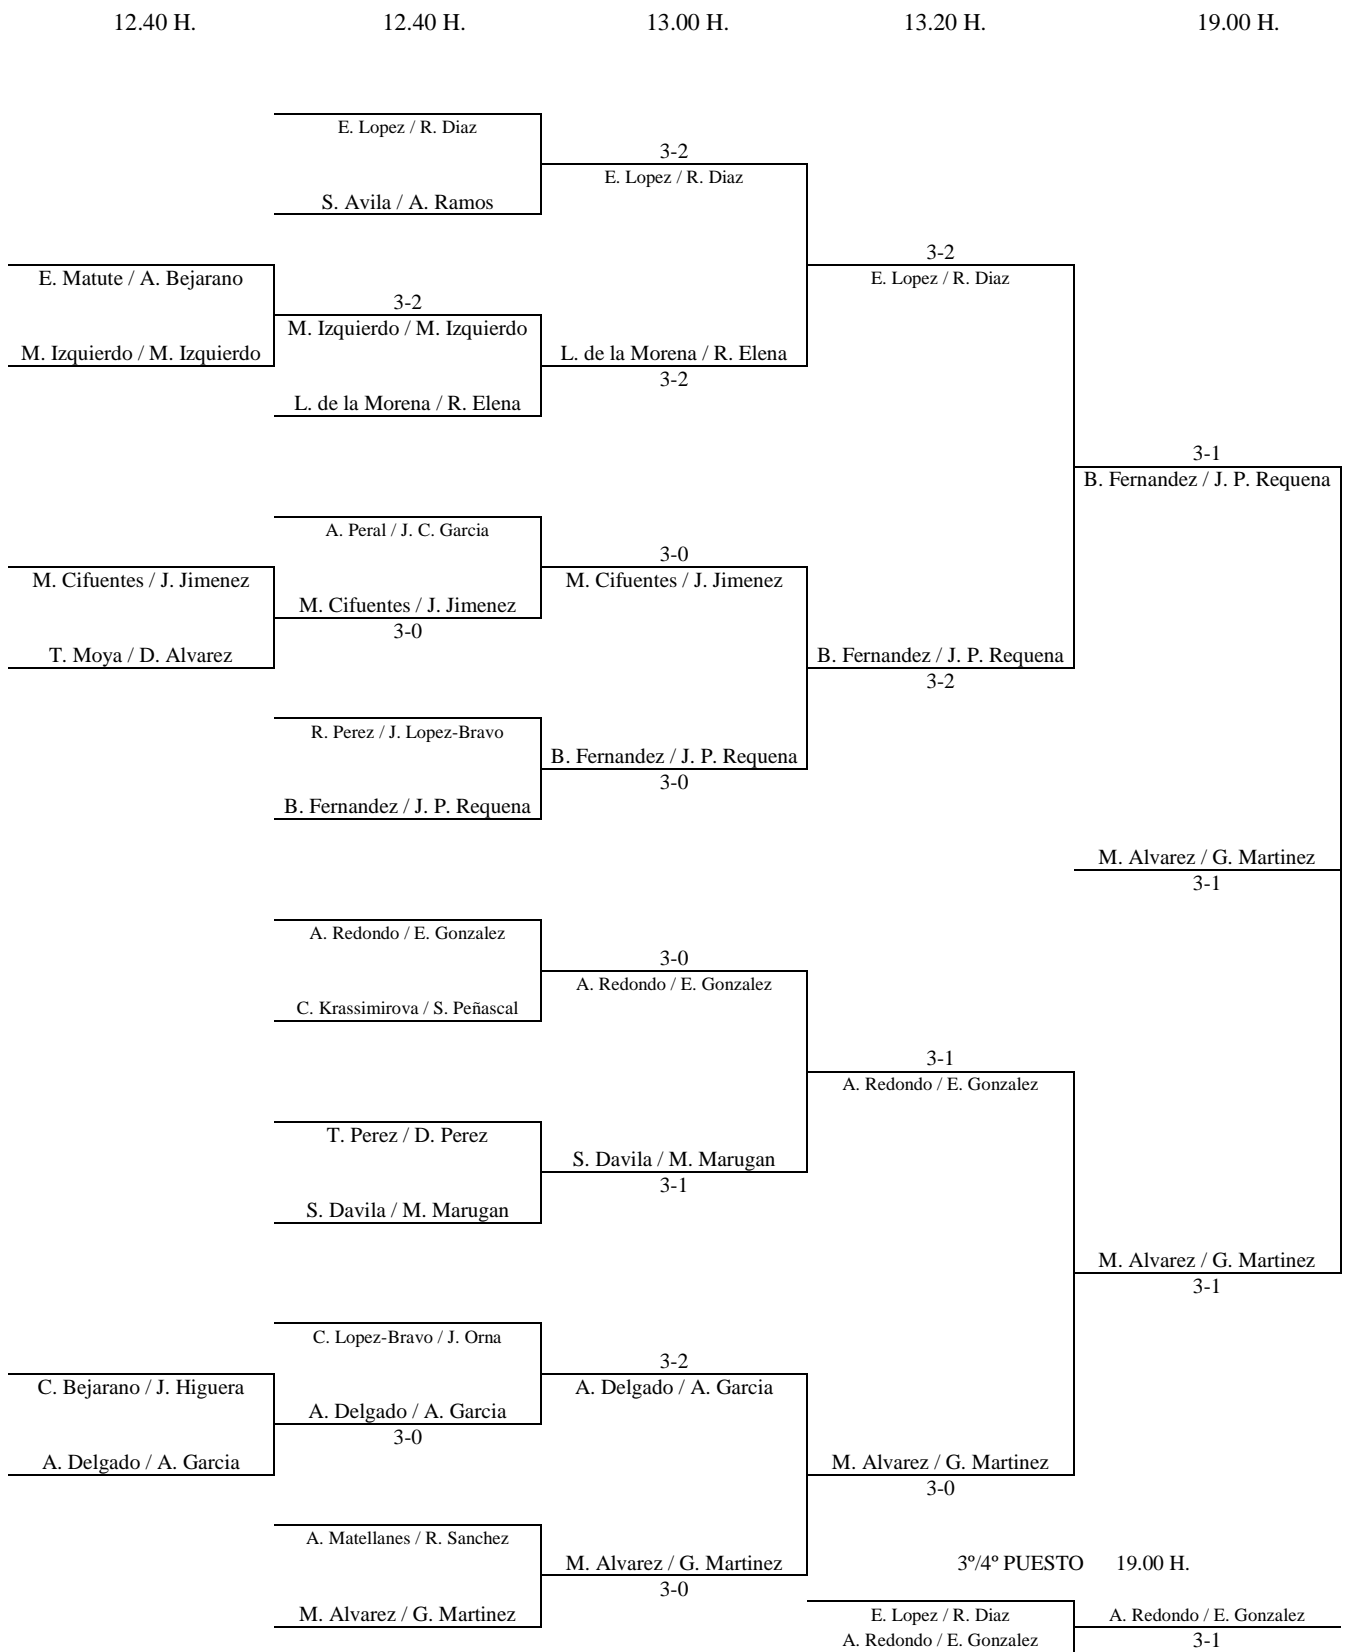 12.40 H. 12.40 H. 13.00 H. 13.20 H. 19.00 H.
E. Lopez / R. Diaz
3-2
E. Lopez / R. Diaz
S. Avila / A. Ramos
3-2
E. Matute / A. Bejarano E. Lopez / R. Diaz
3-2
M. Izquierdo / M. Izquierdo
M. Izquierdo / M. Izquierdo L. de la Morena / R. Elena
3-2
L. de la Morena / R. Elena
3-1
B. Fernandez / J. P. Requena
A. Peral / J. C. Garcia
3-0
M. Cifuentes / J. Jimenez M. Cifuentes / J. Jimenez
M. Cifuentes / J. Jimenez
3-0
T. Moya / D. Alvarez B. Fernandez / J. P. Requena
3-2
R. Perez / J. Lopez-Bravo
B. Fernandez / J. P. Requena
3-0
B. Fernandez / J. P. Requena
M. Alvarez / G. Martinez
3-1
A. Redondo / E. Gonzalez
3-0
A. Redondo / E. Gonzalez
C. Krassimirova / S. Peñascal
3-1
A. Redondo / E. Gonzalez
T. Perez / D. Perez
S. Davila / M. Marugan
3-1
S. Davila / M. Marugan
M. Alvarez / G. Martinez
3-1
C. Lopez-Bravo / J. Orna
3-2
C. Bejarano / J. Higuera A. Delgado / A. Garcia
A. Delgado / A. Garcia
3-0
A. Delgado / A. Garcia M. Alvarez / G. Martinez
3-0
A. Matellanes / R. Sanchez
M. Alvarez / G. Martinez 3º/4º PUESTO 19.00 H.
3-0
M. Alvarez / G. Martinez E. Lopez / R. Diaz A. Redondo / E. Gonzalez
A. Redondo / E. Gonzalez 3-1